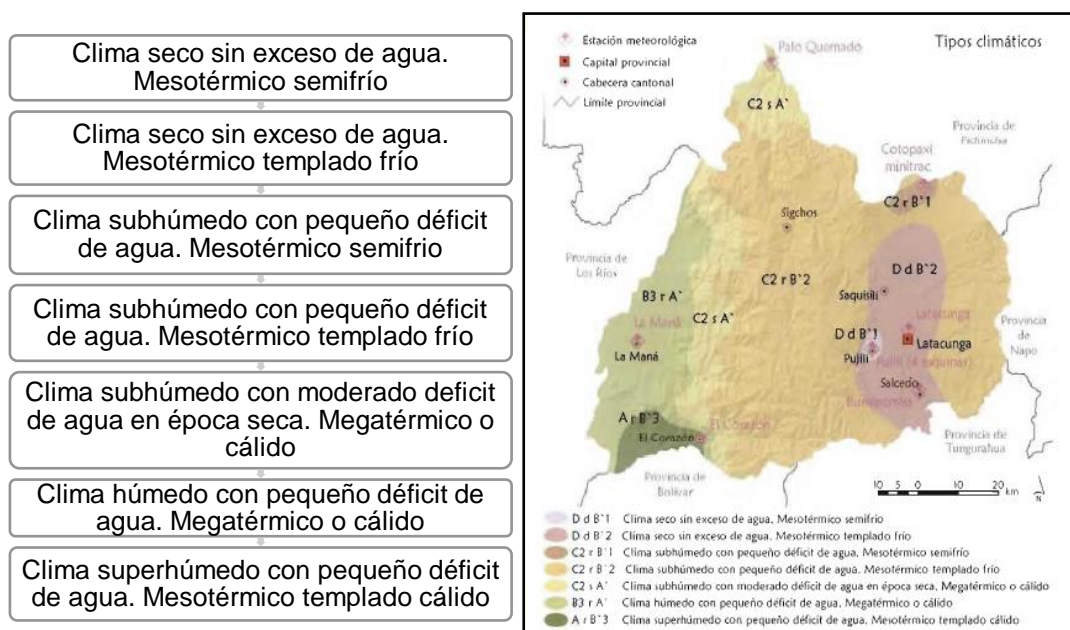 Clima seco sin exceso de agua.
Mesotérmico semifrío
Clima seco sin exceso de agua.
Mesotérmico templado frío
Clima subhúmedo con pequeño déficit
de agua. Mesotérmico semifrio
Clima subhúmedo con pequeño déficit
de agua. Mesotérmico templado frío
Clima subhúmedo con moderado deficit
de agua en época seca. Megatérmico o
cálido
Clima húmedo con pequeño déficit de
agua. Megatérmico o cálido
Clima superhúmedo con pequeño déficit
de agua. Mesotérmico templado cálido
Tipos climáticos
Estación meteorológica
Capital provincial
Cabecera cantonal
Límite provincial
Palo Quemado
C2 s A`
Provincia de
Pichincha
Cotopaxi
minitrac
C2 r B`1
Sigchos
Provincia de
Los Ríos
D d B`2
C2 r B`2
B3 r A`
Saquisilí
C2 s A`
La Maná
La Maná
D d B`1
Pujilí
Latacunga
Latacunga
Provincia
de
Napo
Salcedo
A r B`3
El Corazón
El Corazón
Provincia de
Tungurahua
Provincia de
Bolívar
10 5 0 10 20
km
N
D d B`1 Clima seco sin exceso de agua, Mesotérmico semifrío
D d B`2 Clima seco sin exceso de agua, Mesotérmico templado frío
C2 r B`1 Clima subhúmedo con pequeño déficit de agua, Mesotérmico semifrío
C2 r B`2 Clima subhúmedo con pequeño déficit de agua, Mesotérmico templado frío
C2 s A` Clima subhúmedo con moderado déficit de agua en época seca, Megatérmico o cálido
B3 r A` Clima húmedo con pequeño déficit de agua, Megatérmico o cálido
A r B`3 Clima superhúmedo con pequeño déficit de agua. Mesotérmico templado cálido